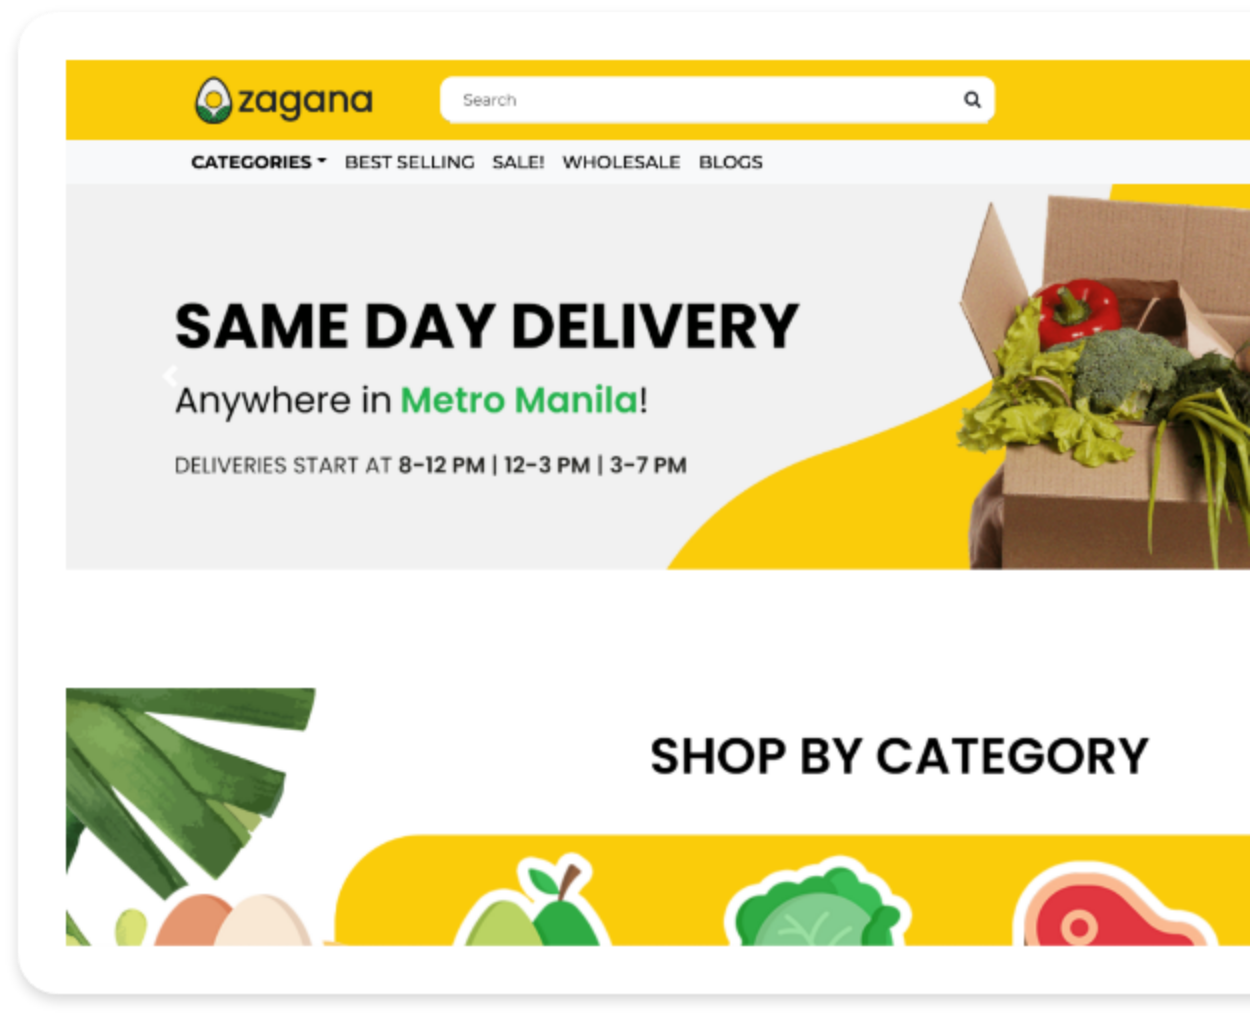 zagana
Search
CATEGORIES BEST SELLING SALE! WHOLESALE BLOGS
SAME DAY DELIVERY
Anywhere in Metro Manila!
DELIVERIES START AT 8-12 PM | 12-3 PM | 3-7 PM
SHOP BY CATEGORY